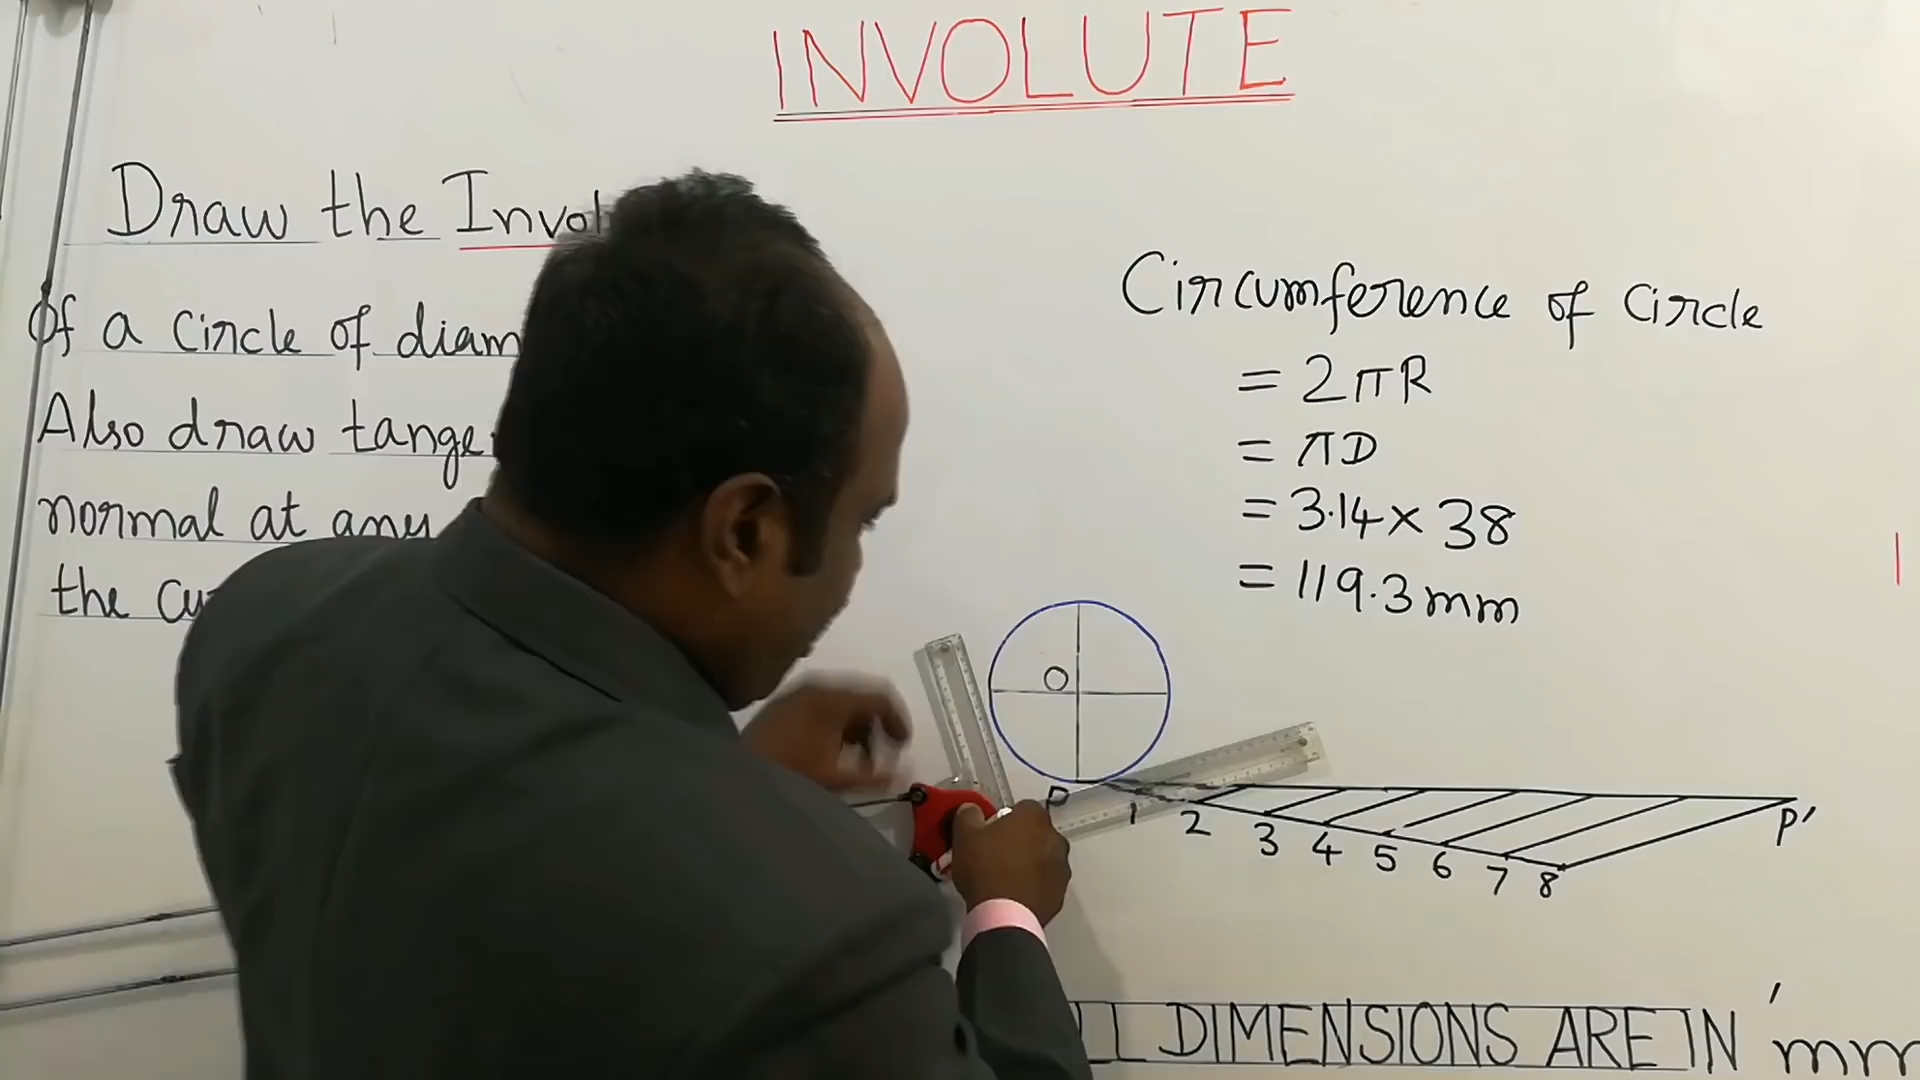 INVOLUTE
Draw the Invol
of a circle of diam
Also draw tange
normal at any
the cu
Circumference of circle
= 2πR
= πD
= 3.14 × 38
= 119.3 mm
O
P 1 2 3 4 5 6 7 8 P'
LL DIMENSIONS ARE IN 'mm